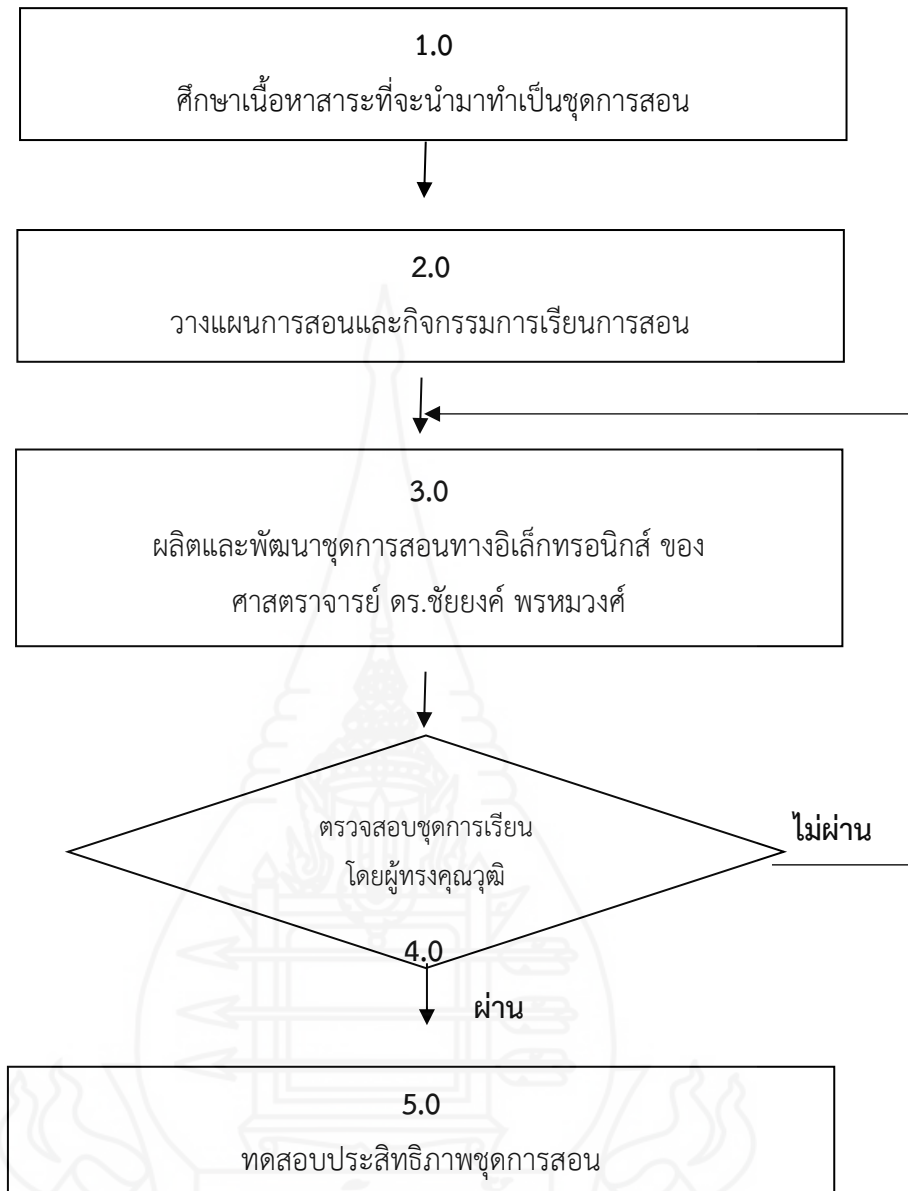 1.0
ศึกษาเนื้อหาสาระที่จะนำมาทำเป็นชุดการสอน
2.0
วางแผนการสอนและกิจกรรมการเรียนการสอน
3.0
ผลิตและพัฒนาชุดการสอนทางอิเล็กทรอนิกส์ ของ
ศาสตราจารย์ ดร.ชัยยงค์ พรหมวงศ์
ตรวจสอบชุดการเรียน
โดยผู้ทรงคุณวุฒิ
ไม่ผ่าน
4.0
ผ่าน
5.0
ทดสอบประสิทธิภาพชุดการสอน